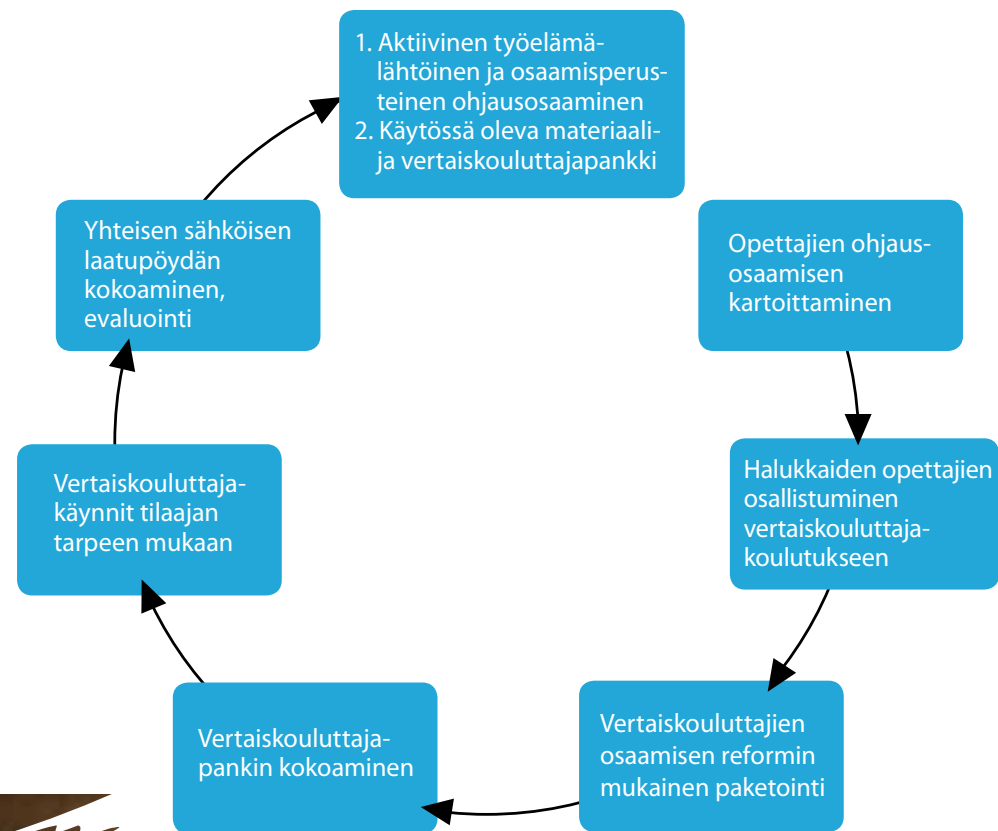 1. Aktiivinen työelämä-
lähtöinen ja osaamisperus-
teinen ohjausosaaminen
2. Käytössä oleva materiaali-
ja vertaiskouluttajapankki
Opettajien ohjaus-
osaamisen
kartoittaminen
Halukkaiden opettajien
osallistuminen
vertaiskouluttaja-
koulutukseen
Vertaiskouluttajien
osaamisen reformin
mukainen paketointi
Vertaiskouluttaja-
pankin kokoaminen
Vertaiskouluttaja-
käynnit tilaajan
tarpeen mukaan
Yhteisen sähköisen
laatupöydän
kokoaminen,
evaluointi